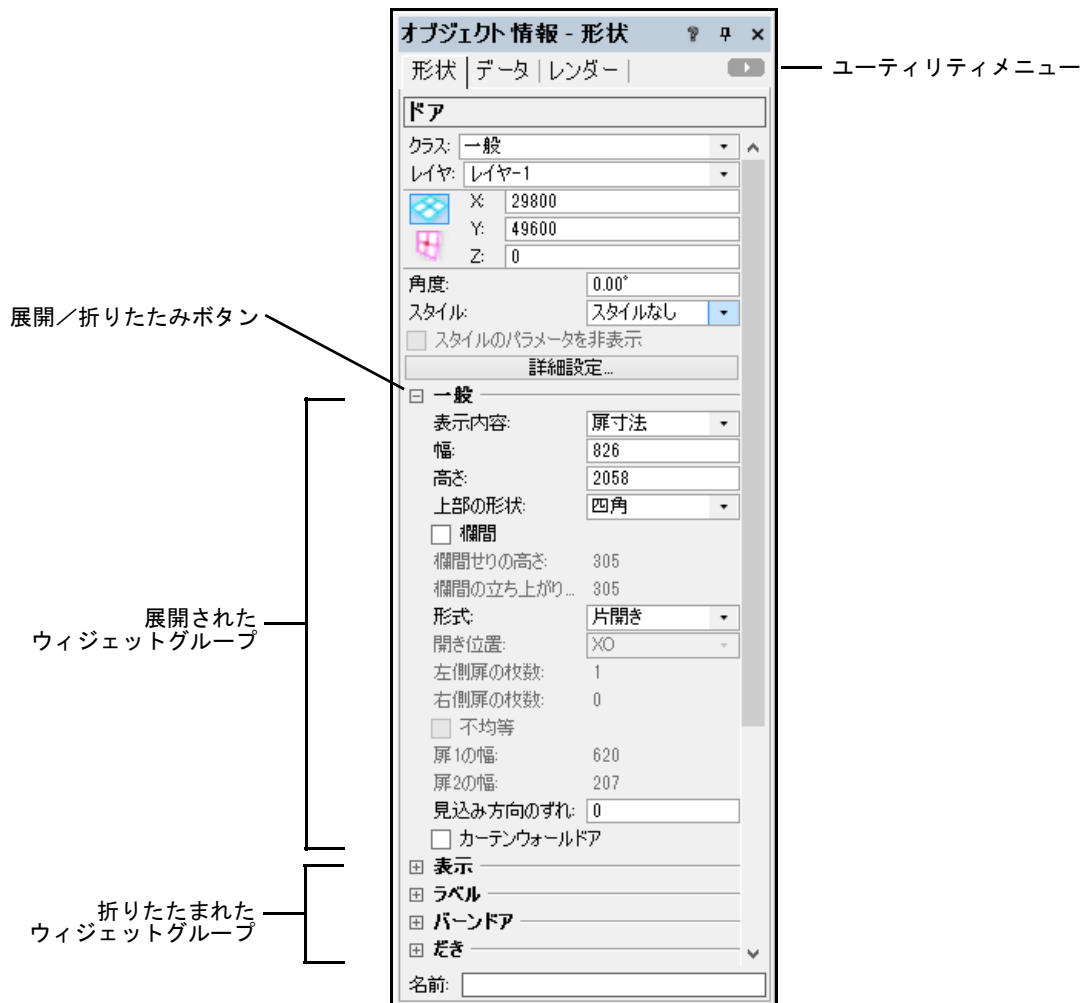 オブジェクト情報 - 形状
形状 データ レンダー
ユーティリティメニュー
ドア
クラス: 一般
レイヤ: レイヤ-1
X: 29800
Y: 49600
Z: 0
角度: 0.00°
展開／折りたたみボタン
スタイル: スタイルなし
スタイルのパラメータを非表示
詳細設定...
一般
表示内容: 扉寸法
幅: 826
高さ: 2058
上部の形状: 四角
欄間
欄間せりの高さ: 305
欄間の立ち上がり... 305
展開された
ウィジェットグループ
形式: 片開き
開き位置: XO
左側扉の枚数: 1
右側扉の枚数: 0
不均等
扉1の幅: 620
扉2の幅: 207
見込み方向のずれ: 0
カーテンウォールドア
表示
ラベル
折りたたまれた
ウィジェットグループ
バーンドア
だき
名前: